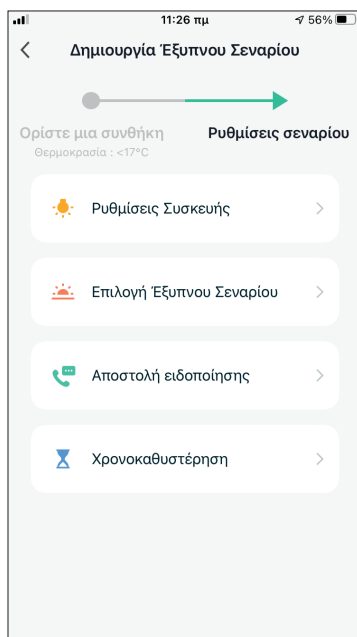 11:26 πμ
56%
Δημιουργία Έξυπνου Σεναρίου
Ορίστε μια συνθήκη
Ρυθμίσεις σεναρίου
Θερμοκρασία : <17°C
Ρυθμίσεις Συσκευής
Επιλογή Έξυπνου Σεναρίου
Αποστολή ειδοποίησης
Χρονοκαθυστέρηση